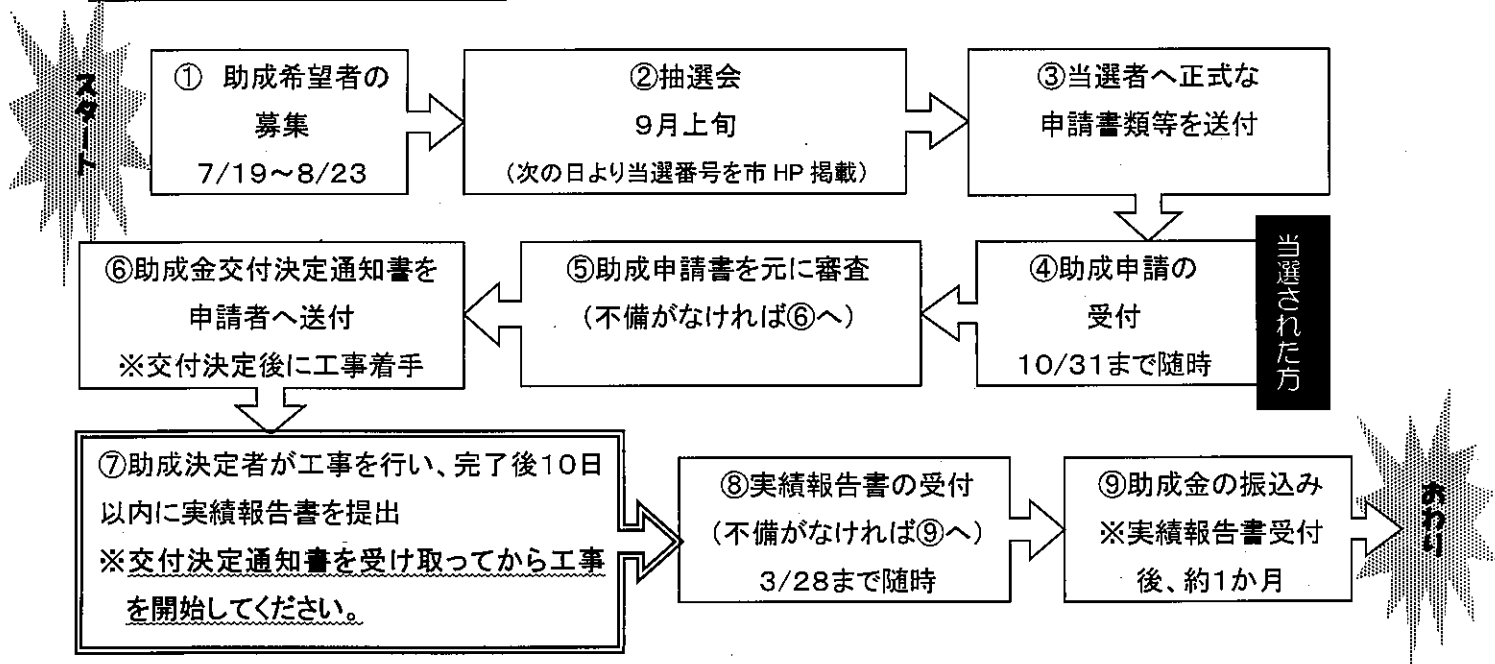 スタート
① 助成希望者の
募集
7/19～8/23
②抽選会
9月上旬
（次の日より当選番号を市 HP 掲載）
③当選者へ正式な
申請書類等を送付
当選された方
④助成申請の
受付
10/31まで随時
⑤助成申請書を元に審査
（不備がなければ⑥へ）
⑥助成金交付決定通知書を
申請者へ送付
※交付決定後に工事着手
⑦助成決定者が工事を行い、完了後10日
以内に実績報告書を提出
※交付決定通知書を受け取ってから工事
を開始してください。
⑧実績報告書の受付
（不備がなければ⑨へ）
3/28まで随時
⑨助成金の振込み
※実績報告書受付
後、約1か月
おわり